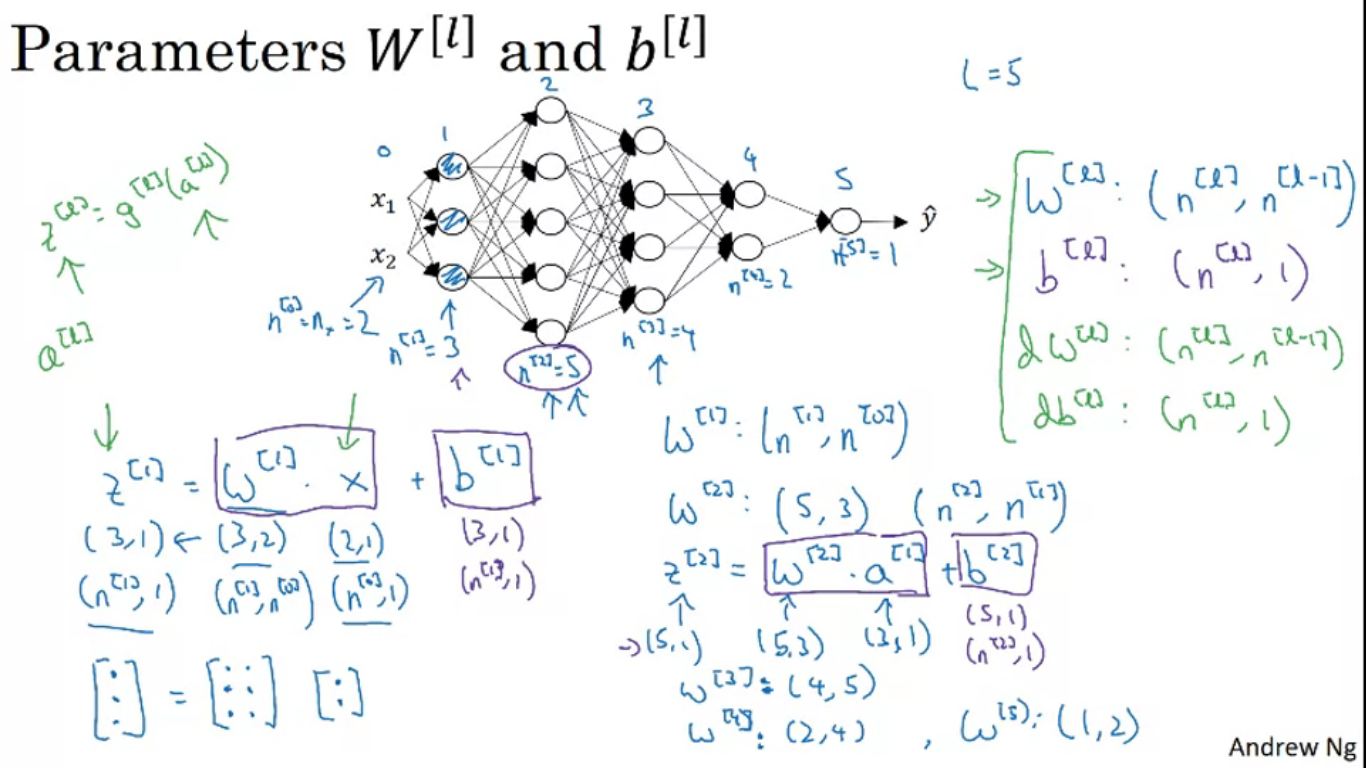 Parameters W^[l] and b^[l]
L = 5
0 1 2 3 4 5
x₁
x₂
ŷ
z^[l] = g^[l](a^[l])
a^[l]
n^[0] = nₓ = 2
n^[1] = 3
n^[2] = 5
n^[3] = 4
n^[4] = 2
n^[5] = 1
z^[1] = W^[1] · x + b^[1]
(3,1) ← (3,2) (2,1) (3,1)
(n^[1], 1) (n^[1], n^[0]) (n^[0], 1) (n^[1], 1)
W^[1] : (n^[1], n^[0])
W^[2] : (5, 3) (n^[2], n^[1])
z^[2] = W^[2] · a^[1] + b^[2]
→ (5,1) (5,3) (3,1) (5,1)
(n^[2], 1)
W^[3] : (4, 5)
W^[4] : (2,4) , W^[5] : (1,2)
→ W^[l] : (n^[l], n^[l-1])
→ b^[l] : (n^[l], 1)
dW^[l] : (n^[l], n^[l-1])
db^[l] : (n^[l], 1)
Andrew Ng